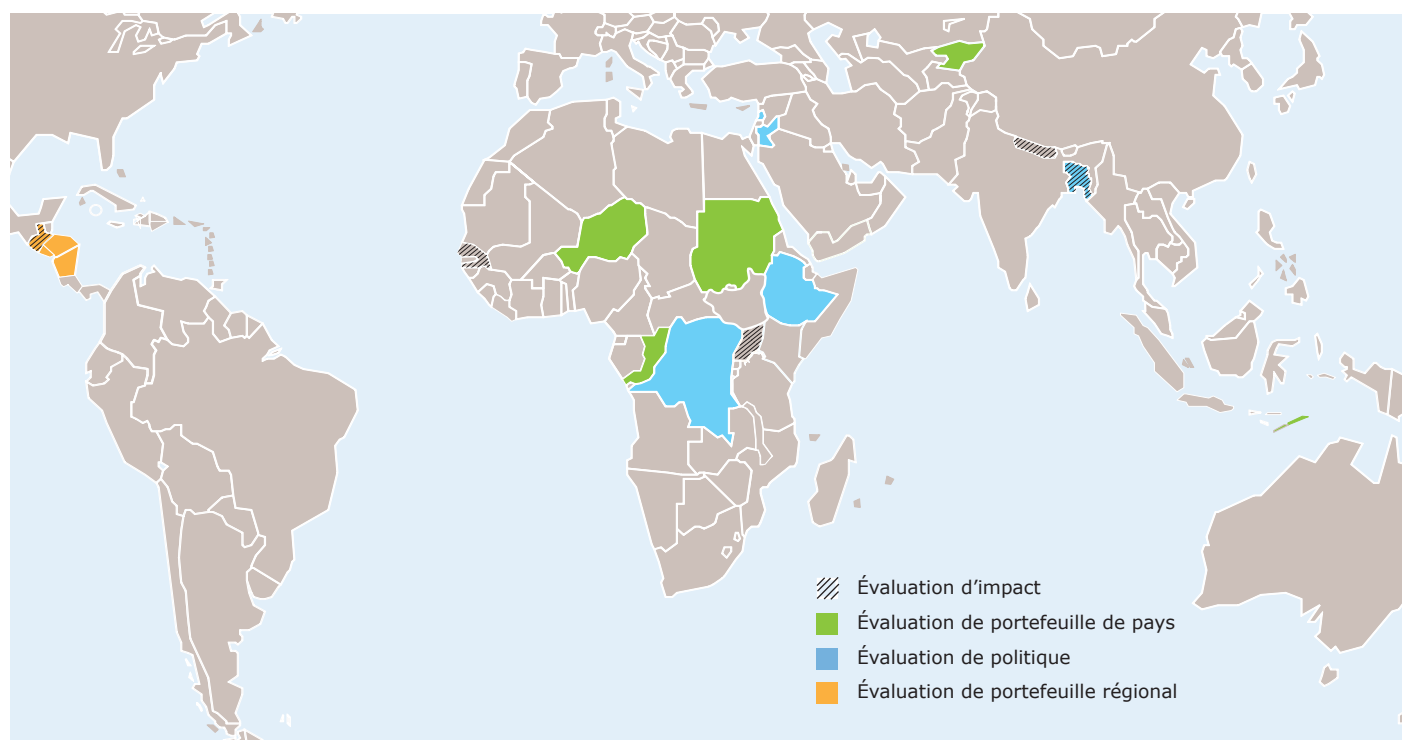 Évaluation d’impact
Évaluation de portefeuille de pays
Évaluation de politique
Évaluation de portefeuille régional